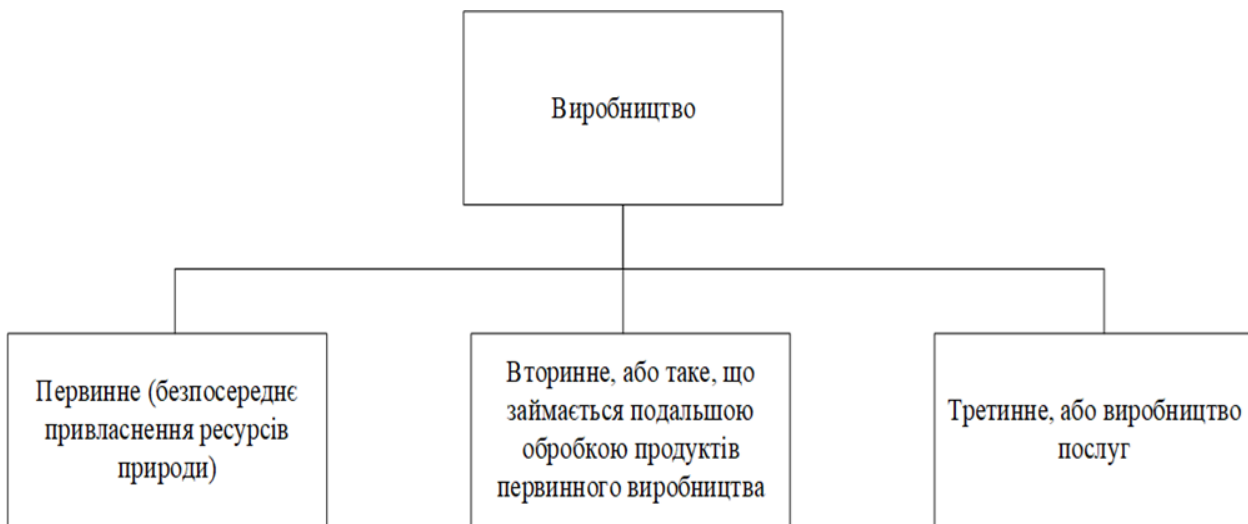 Виробництво
Первинне (безпосереднє
привласнення ресурсів
природи)
Вторинне, або таке, що
займається подальшою
обробкою продуктів
первинного виробництва
Третинне, або виробництво
послуг